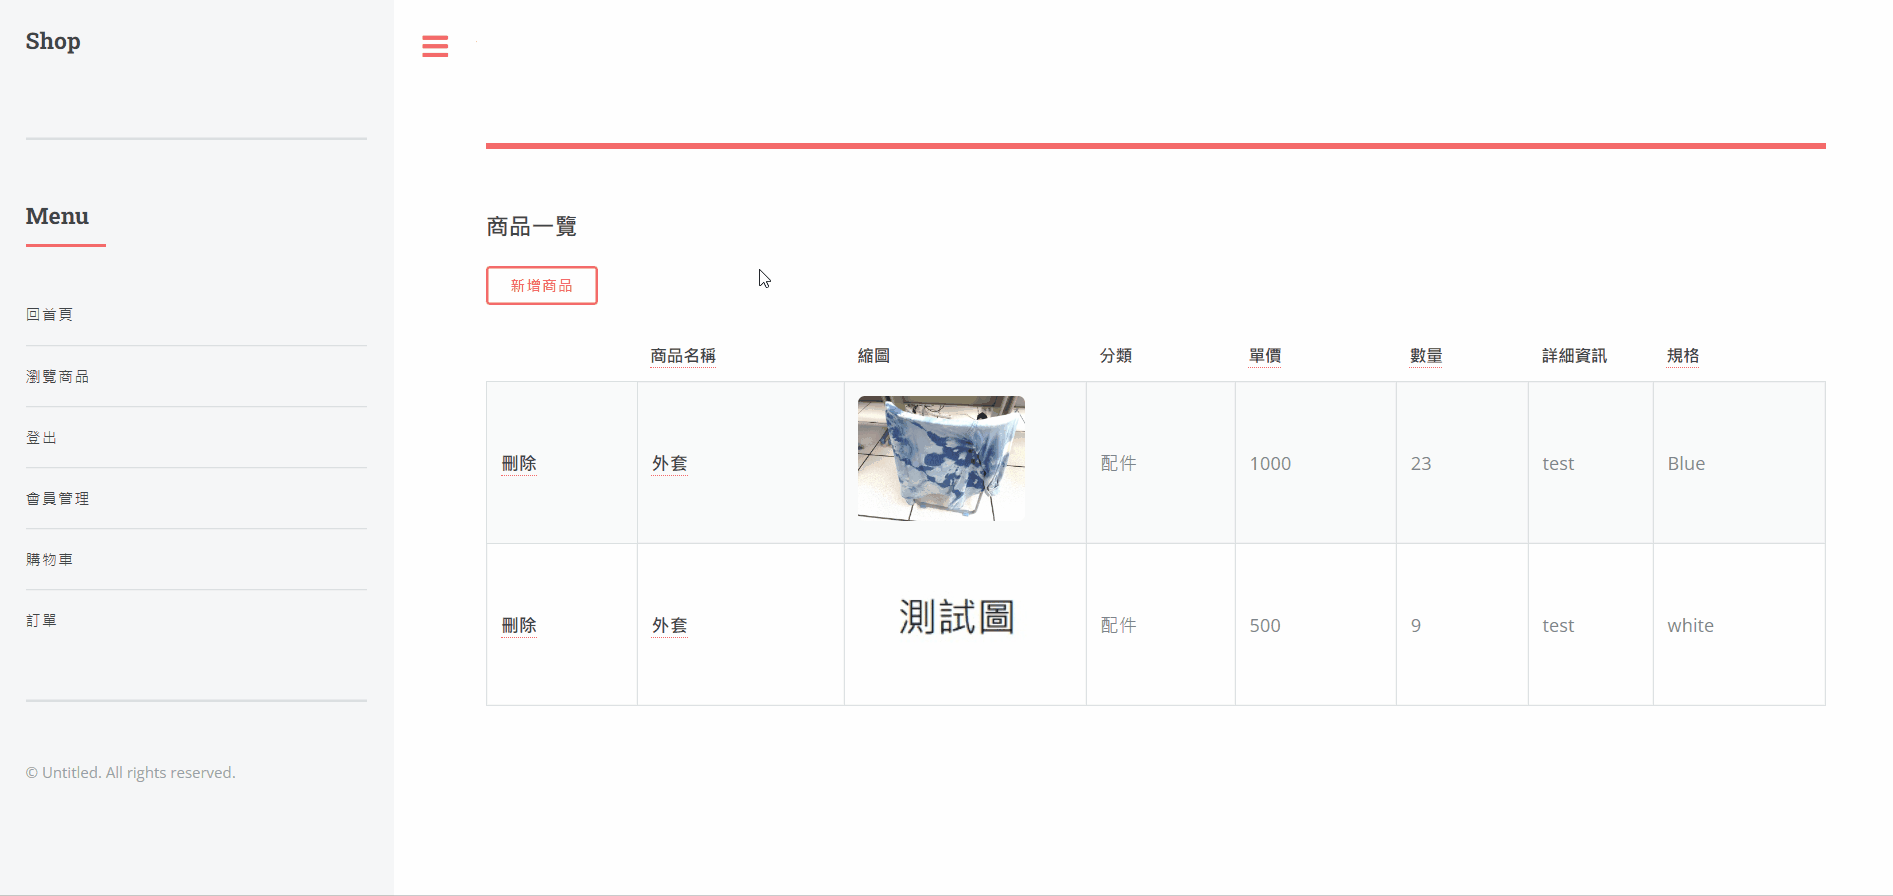 Shop
Menu
回首頁
瀏覽商品
登出
會員管理
購物車
訂單
© Untitled. All rights reserved.
商品一覽
新增商品
商品名稱 縮圖 分類 單價 數量 詳細資訊 規格
刪除 外套 配件 1000 23 test Blue
刪除 外套 測試圖 配件 500 9 test white